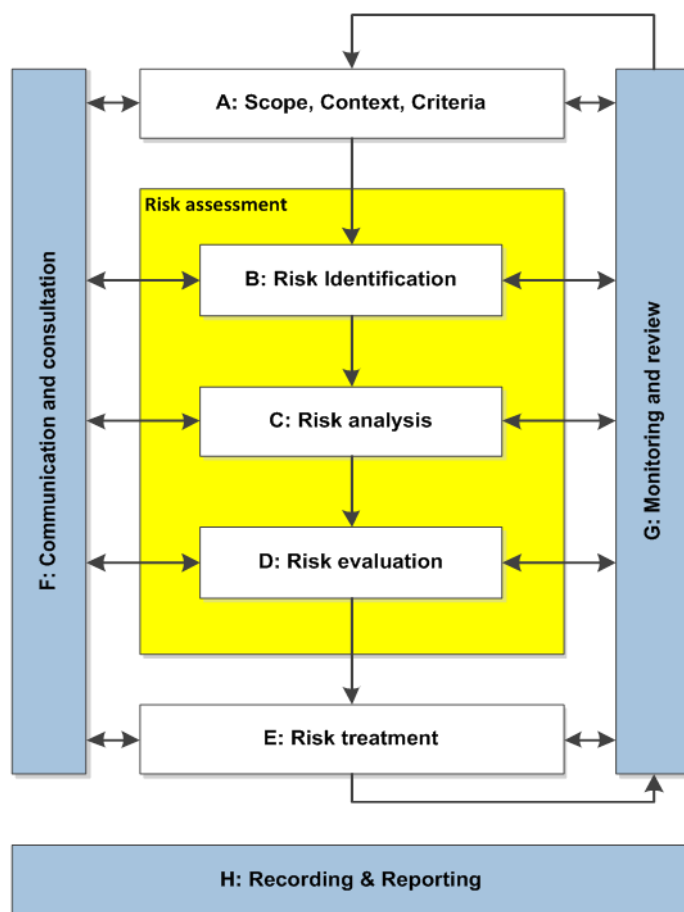 A: Scope, Context, Criteria
Risk assessment
B: Risk Identification
C: Risk analysis
D: Risk evaluation
E: Risk treatment
F: Communication and consultation
G: Monitoring and review
H: Recording & Reporting